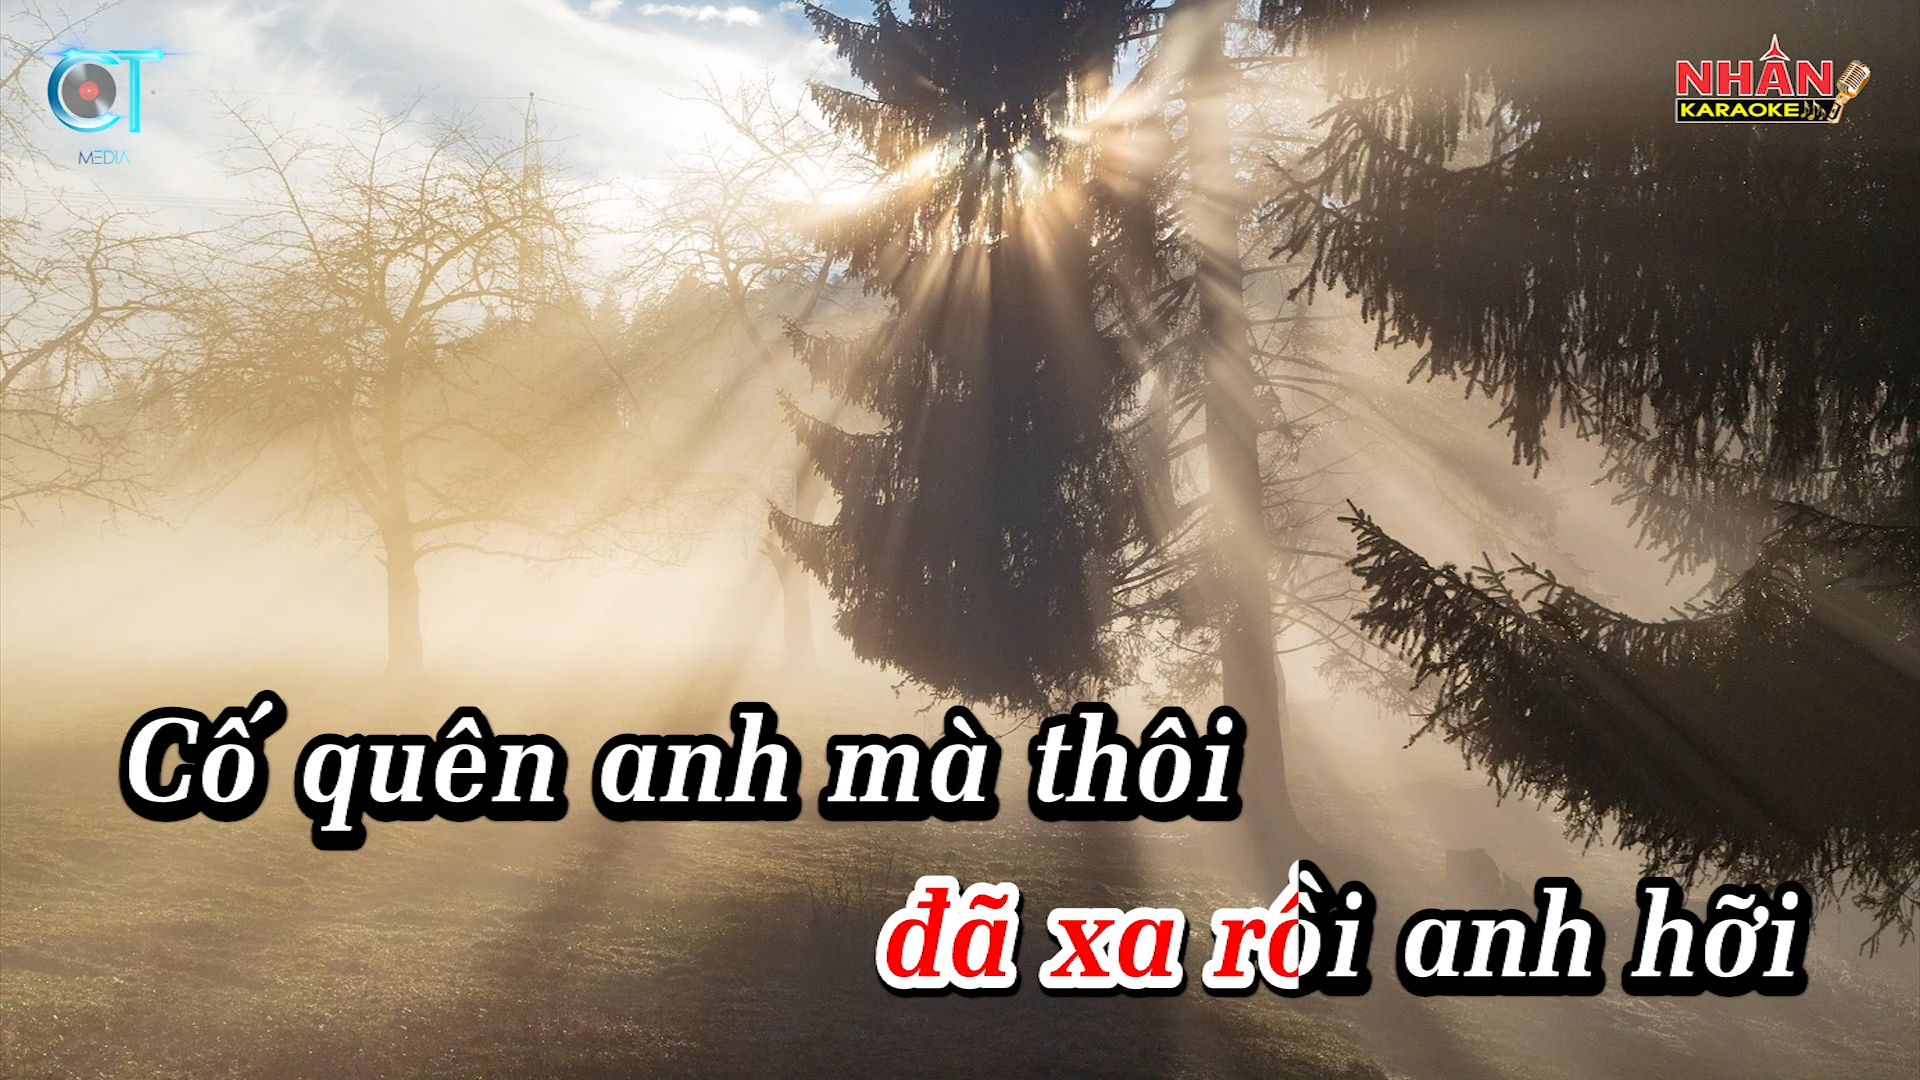 CT
MEDIA
NHÂN
KARAOKE
Cố quên anh mà thôi
đã xa rồi anh hỡi